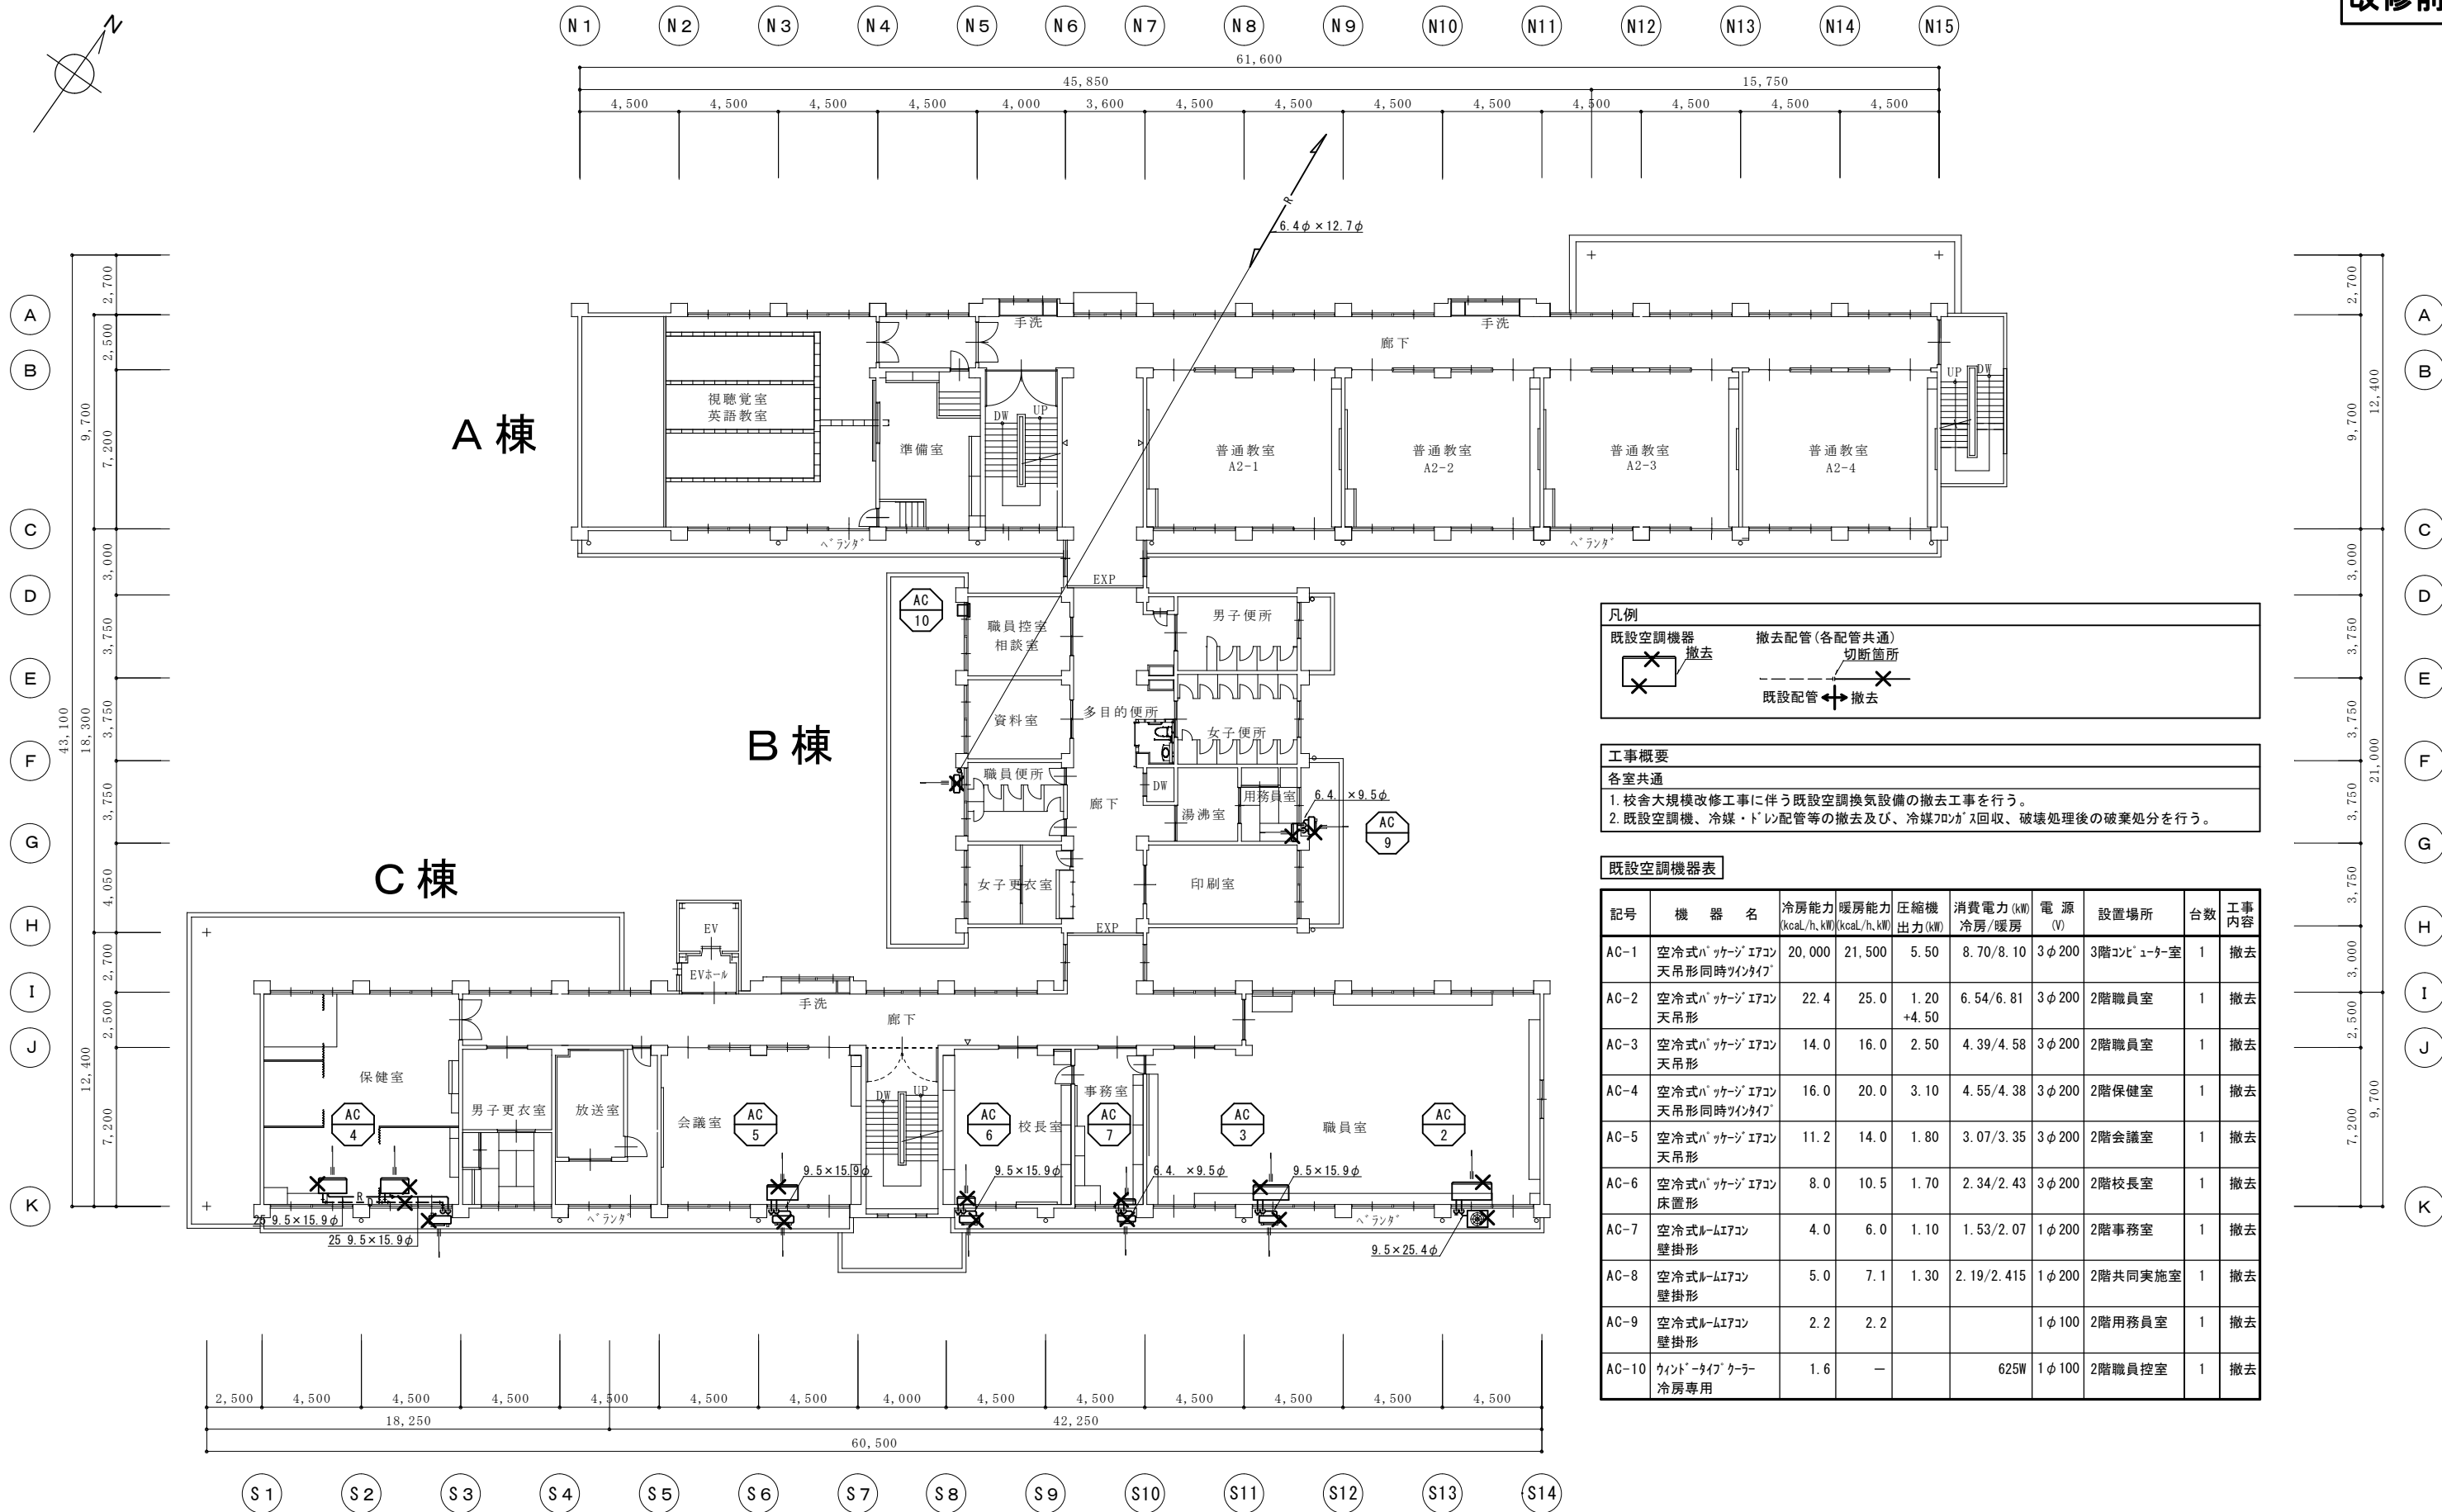 改修前
N
N1 N2 N3 N4 N5 N6 N7 N8 N9 N10 N11 N12 N13 N14 N15
61,600
45,850 15,750
4,500 4,500 4,500 4,500 4,000 3,600 4,500 4,500 4,500 4,500 4,500 4,500 4,500 4,500
R
6.4φ×12.7φ
2,700
2,500
9,700
7,200
3,000
3,750
3,750
3,750
4,050
43,100
18,300
2,700
2,500
12,400
7,200
A
B
C
D
E
F
G
H
I
J
K
A棟
手洗
手洗
廊下
視聴覚室
英語教室
準備室
DW UP
普通教室
A2-1
普通教室
A2-2
普通教室
A2-3
普通教室
A2-4
UP DW
ベランダ
ベランダ
EXP
B棟
AC
10
職員控室
相談室
男子便所
資料室
多目的便所
女子便所
職員便所
廊下
DW
湯沸室
用務員室
6.4. ×9.5φ
AC
9
女子更衣室
印刷室
EXP
C棟
EV
EVホール
手洗
廊下
保健室
AC
4
男子更衣室
放送室
会議室
AC
5
DW UP
AC
6
校長室
事務室
AC
7
AC
3
職員室
AC
2
R
D
25 9.5×15.9φ
25 9.5×15.9φ
9.5×15.9φ
9.5×15.9φ
6.4. ×9.5φ
9.5×15.9φ
9.5×25.4φ
ベランダ
ベランダ
2,500 4,500 4,500 4,500 4,500 4,500 4,500 4,000 4,500 4,500 4,500 4,500 4,500 4,500
18,250 42,250
60,500
S1 S2 S3 S4 S5 S6 S7 S8 S9 S10 S11 S12 S13 S14
2,700
12,400
9,700
3,000
3,750
3,750
21,000
3,750
3,750
3,000
2,500
9,700
7,200
A
B
C
D
E
F
G
H
I
J
K
凡例
既設空調機器 撤去配管(各配管共通)
撤去 切断箇所
既設配管 撤去
工事概要
各室共通
1. 校舎大規模改修工事に伴う既設空調換気設備の撤去工事を行う。
2. 既設空調機、冷媒・ドレン配管等の撤去及び、冷媒フロンガス回収、破壊処理後の破棄処分を行う。
既設空調機器表
記号 機器名 冷房能力(kcaL/h、kW) 暖房能力(kcaL/h、kW) 圧縮機出力(kW) 消費電力(kW)冷房/暖房 電源(V) 設置場所 台数 工事内容
AC-1 空冷式パッケージエアコン 20,000 21,500 5.50 8.70/8.10 3φ200 3階コンピューター室 1 撤去
天吊形同時ツインタイプ
AC-2 空冷式パッケージエアコン 22.4 25.0 1.20 6.54/6.81 3φ200 2階職員室 1 撤去
天吊形 +4.50
AC-3 空冷式パッケージエアコン 14.0 16.0 2.50 4.39/4.58 3φ200 2階職員室 1 撤去
天吊形
AC-4 空冷式パッケージエアコン 16.0 20.0 3.10 4.55/4.38 3φ200 2階保健室 1 撤去
天吊形同時ツインタイプ
AC-5 空冷式パッケージエアコン 11.2 14.0 1.80 3.07/3.35 3φ200 2階会議室 1 撤去
天吊形
AC-6 空冷式パッケージエアコン 8.0 10.5 1.70 2.34/2.43 3φ200 2階校長室 1 撤去
床置形
AC-7 空冷式ルームエアコン 4.0 6.0 1.10 1.53/2.07 1φ200 2階事務室 1 撤去
壁掛形
AC-8 空冷式ルームエアコン 5.0 7.1 1.30 2.19/2.415 1φ200 2階共同実施室 1 撤去
壁掛形
AC-9 空冷式ルームエアコン 2.2 2.2 1φ100 2階用務員室 1 撤去
壁掛形
AC-10 ウィンドータイプクーラー 1.6 － 625W 1φ100 2階職員控室 1 撤去
冷房専用